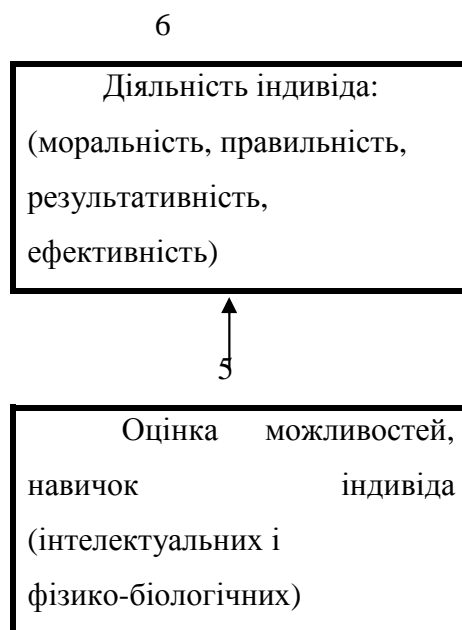 6
Діяльність індивіда:
(моральність, правильність,
результативність,
ефективність)
5
Оцінка можливостей,
навичок індивіда
(інтелектуальних і
фізико-біологічних)